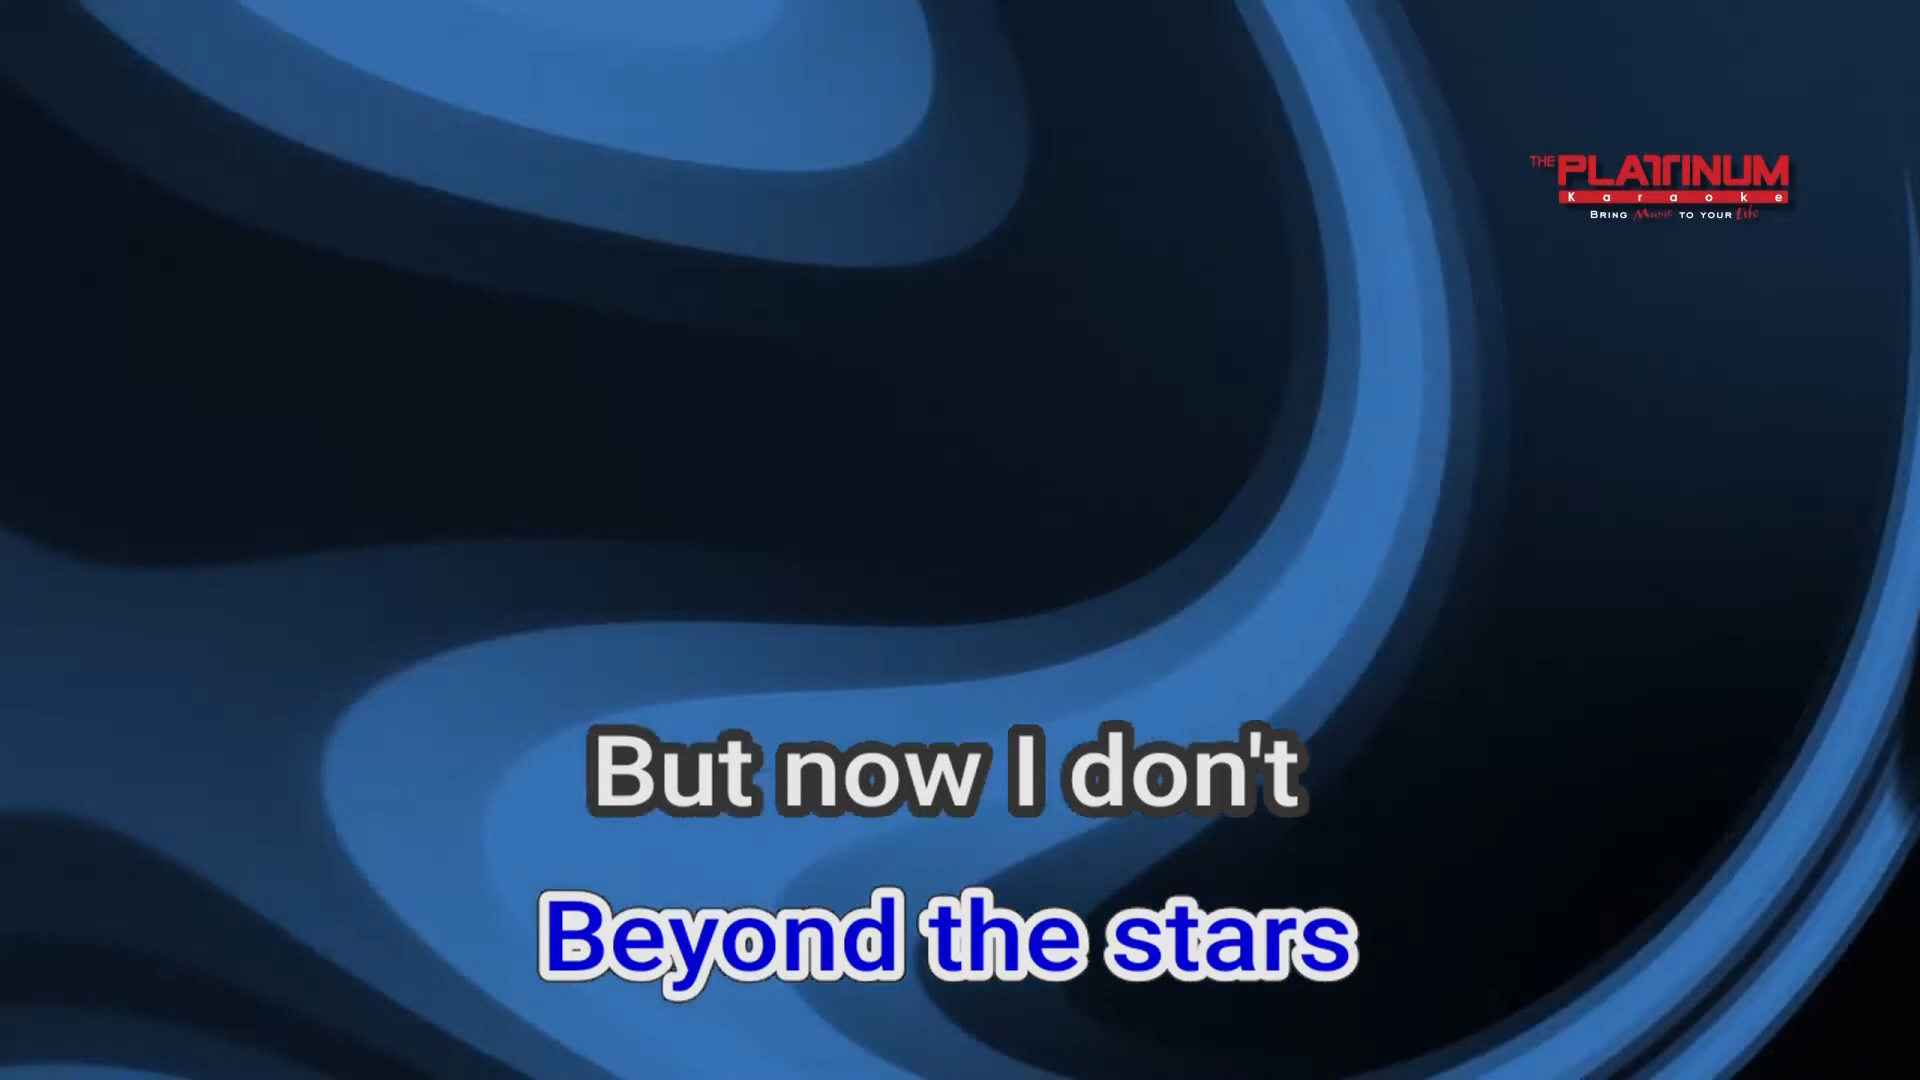 THE PLATINUM
Karaoke
BRING Music TO YOUR Life
But now I don't
Beyond the stars